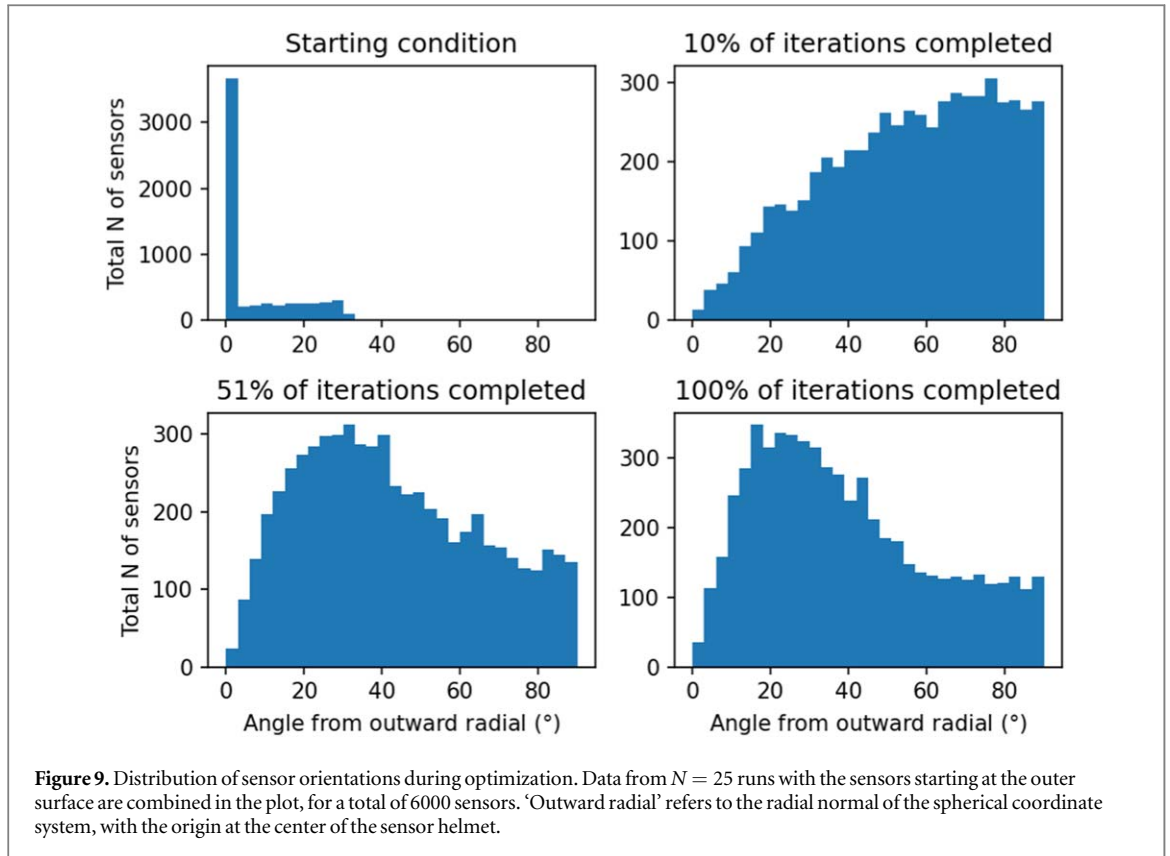 Starting condition
10% of iterations completed
Total N of sensors
3000
2000
1000
0
0 20 40 60 80
300
200
100
0
0 20 40 60 80
51% of iterations completed
100% of iterations completed
Total N of sensors
300
200
100
0
0 20 40 60 80
Angle from outward radial (°)
300
200
100
0
0 20 40 60 80
Angle from outward radial (°)
Figure 9. Distribution of sensor orientations during optimization. Data from N = 25 runs with the sensors starting at the outer
surface are combined in the plot, for a total of 6000 sensors. ‘Outward radial’ refers to the radial normal of the spherical coordinate
system, with the origin at the center of the sensor helmet.